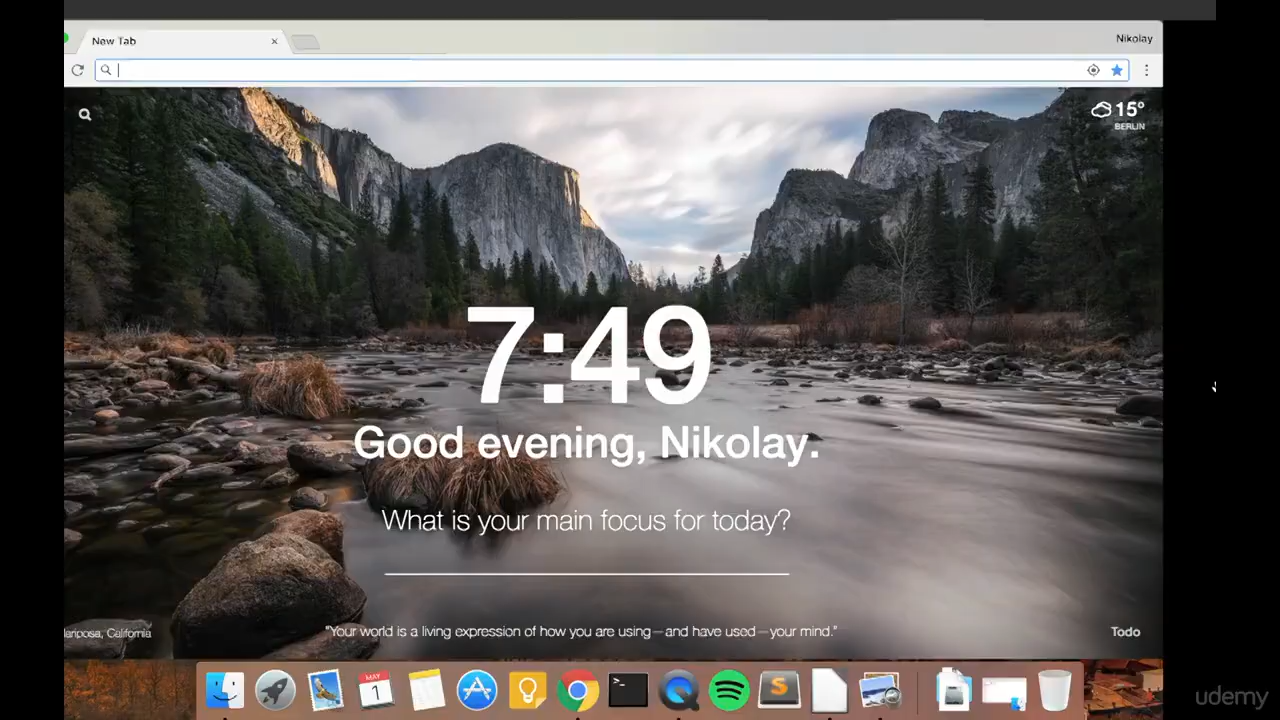 New Tab
Nikolay
15°
BERLIN
7:49
Good evening, Nikolay.
What is your main focus for today?
ariposa, California
"Your world is a living expression of how you are using—and have used—your mind."
Todo
MAY
1
>_
S
udemy